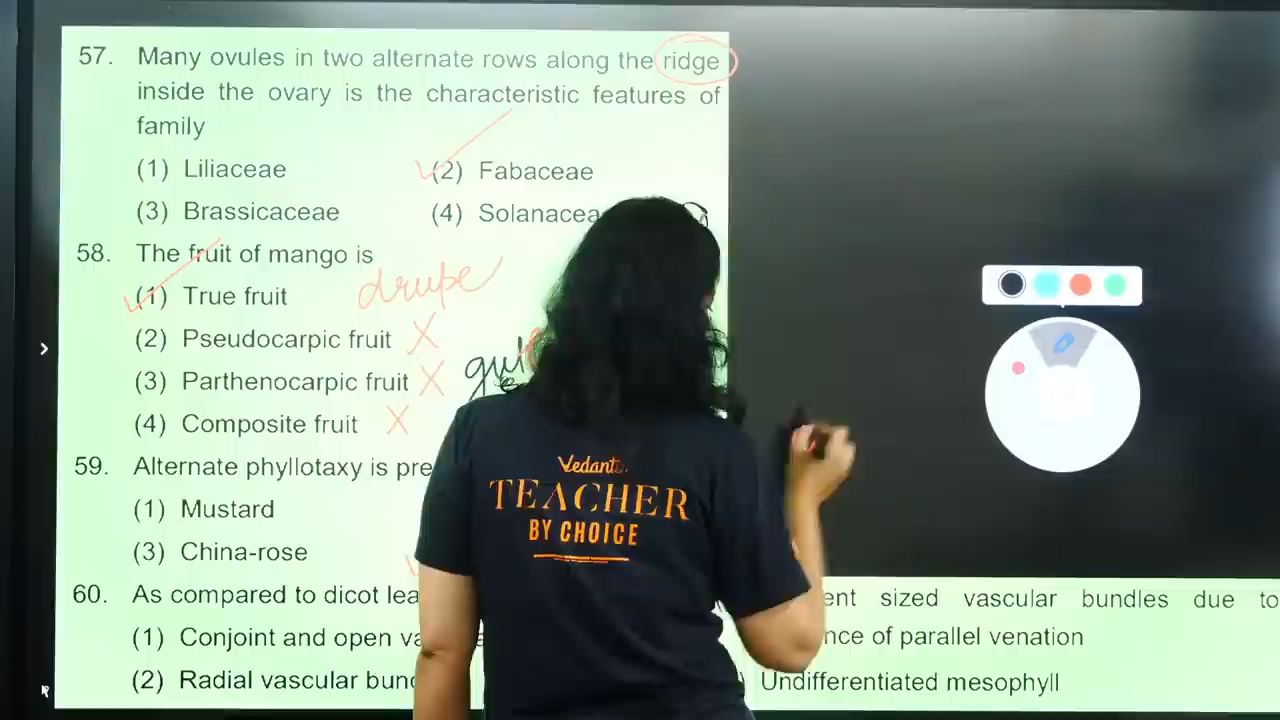 57. Many ovules in two alternate rows along the ridge
inside the ovary is the characteristic features of
family
(1) Liliaceae (2) Fabaceae
(3) Brassicaceae (4) Solanacea
58. The fruit of mango is
(1) True fruit drupe
(2) Pseudocarpic fruit X
(3) Parthenocarpic fruit X
(4) Composite fruit X
59. Alternate phyllotaxy is pre
(1) Mustard
(3) China-rose
60. As compared to dicot lea
(1) Conjoint and open va
(2) Radial vascular bund
ent sized vascular bundles due to
nce of parallel venation
) Undifferentiated mesophyll
Vedantu
TEACHER
BY CHOICE